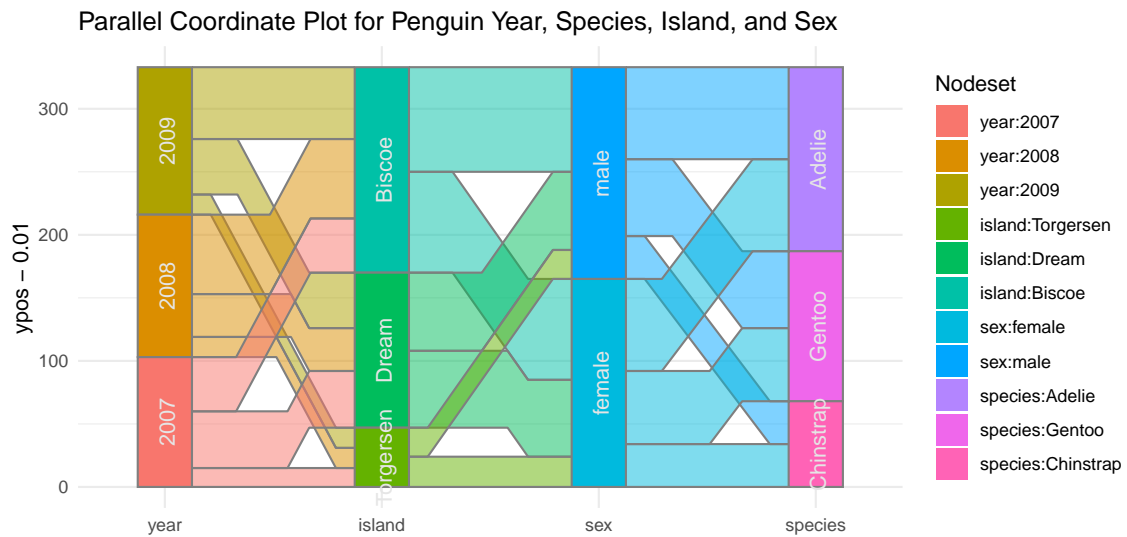 Parallel Coordinate Plot for Penguin Year, Species, Island, and Sex
ypos − 0.01
300
200
100
0
2009
2008
2007
Biscoe
Dream
Torgersen
male
female
Adelie
Gentoo
Chinstrap
year
island
sex
species
Nodeset
year:2007
year:2008
year:2009
island:Torgersen
island:Dream
island:Biscoe
sex:female
sex:male
species:Adelie
species:Gentoo
species:Chinstrap